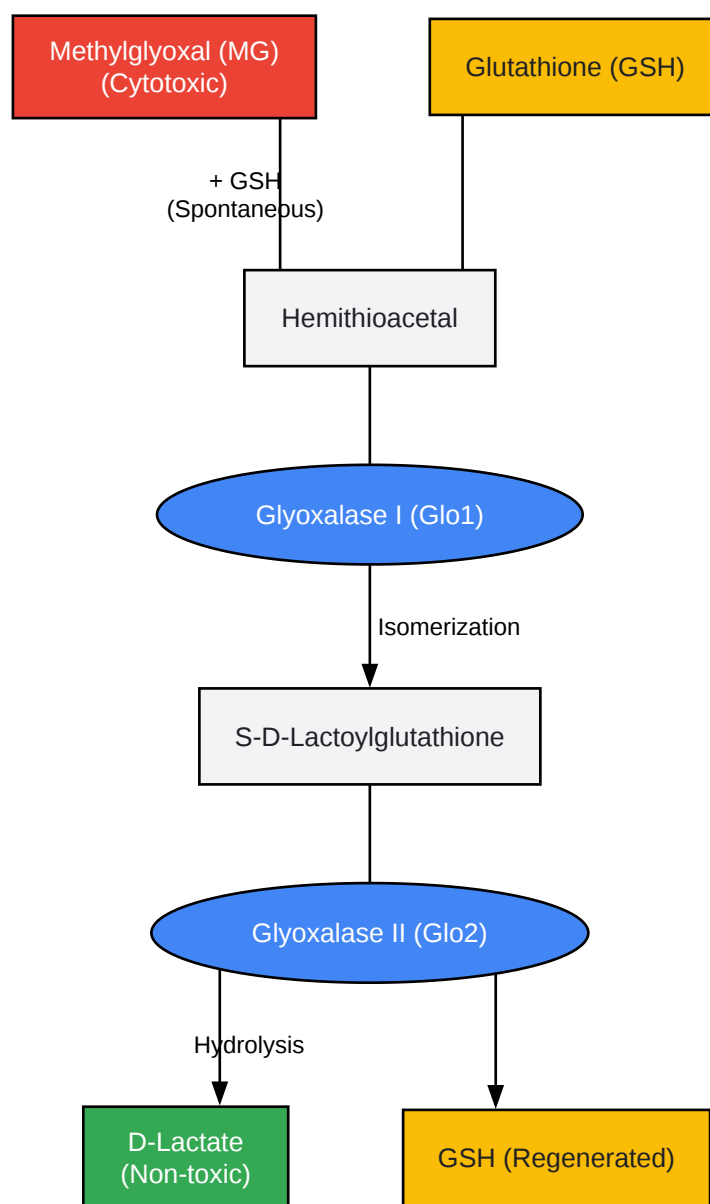 Methylglyoxal (MG)
(Cytotoxic)
Glutathione (GSH)
+ GSH
(Spontaneous)
Hemithioacetal
Glyoxalase I (Glo1)
Isomerization
S-D-Lactoylglutathione
Glyoxalase II (Glo2)
Hydrolysis
D-Lactate
(Non-toxic)
GSH (Regenerated)